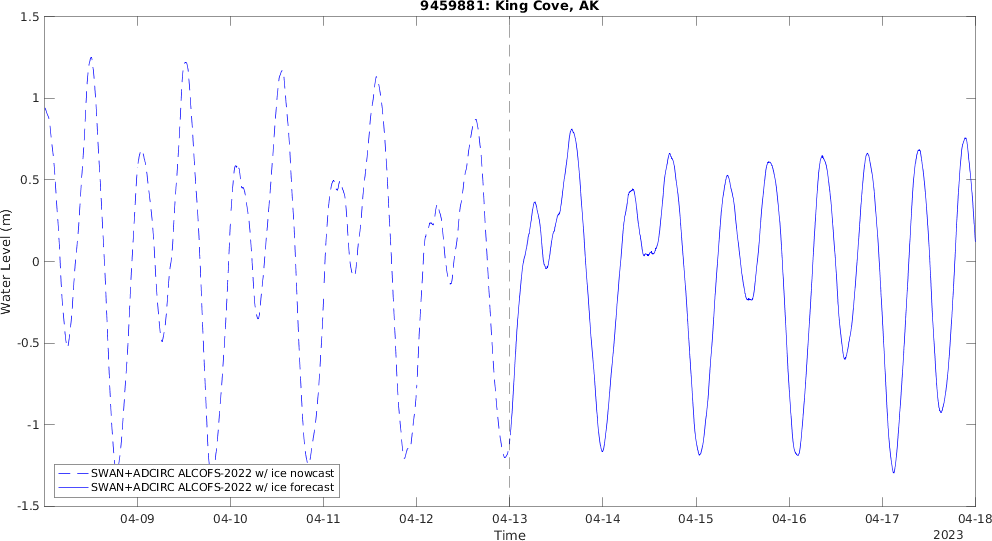 9459881: King Cove, AK
1.5
1
0.5
0
-0.5
-1
-1.5
Water Level (m)
SWAN+ADCIRC ALCOFS-2022 w/ ice nowcast
SWAN+ADCIRC ALCOFS-2022 w/ ice forecast
04-09 04-10 04-11 04-12 04-13 04-14 04-15 04-16 04-17 04-18
Time
2023